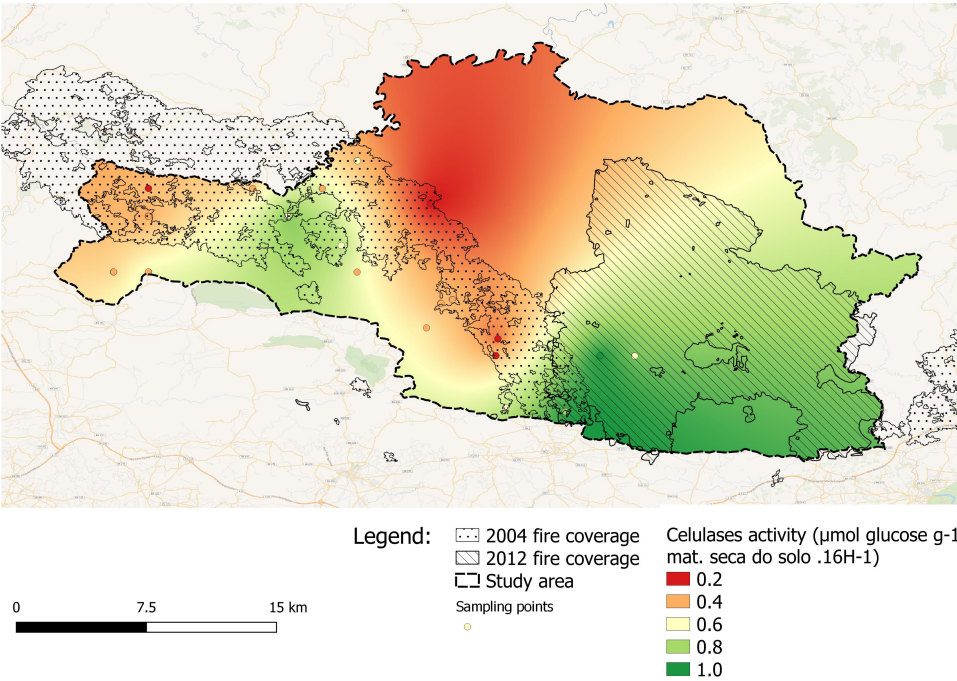 Legend:
2004 fire coverage
2012 fire coverage
Study area
Sampling points
Celulases activity (µmol glucose g-1
mat. seca do solo .16H-1)
0.2
0.4
0.6
0.8
1.0
0 7.5 15 km